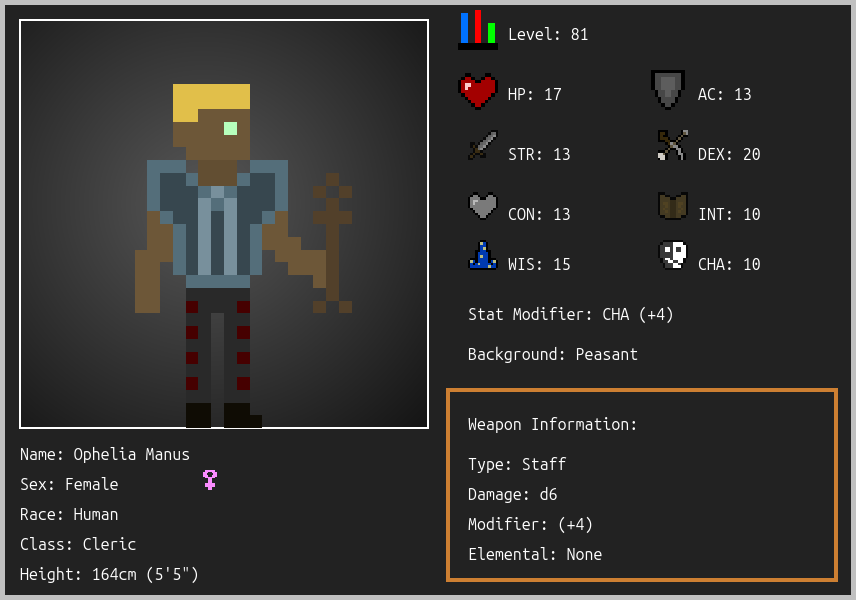 Level: 81
HP: 17
AC: 13
STR: 13
DEX: 20
CON: 13
INT: 10
WIS: 15
CHA: 10
Stat Modifier: CHA (+4)
Background: Peasant
Weapon Information:
Type: Staff
Damage: d6
Modifier: (+4)
Elemental: None
Name: Ophelia Manus
Sex: Female
Race: Human
Class: Cleric
Height: 164cm (5'5")